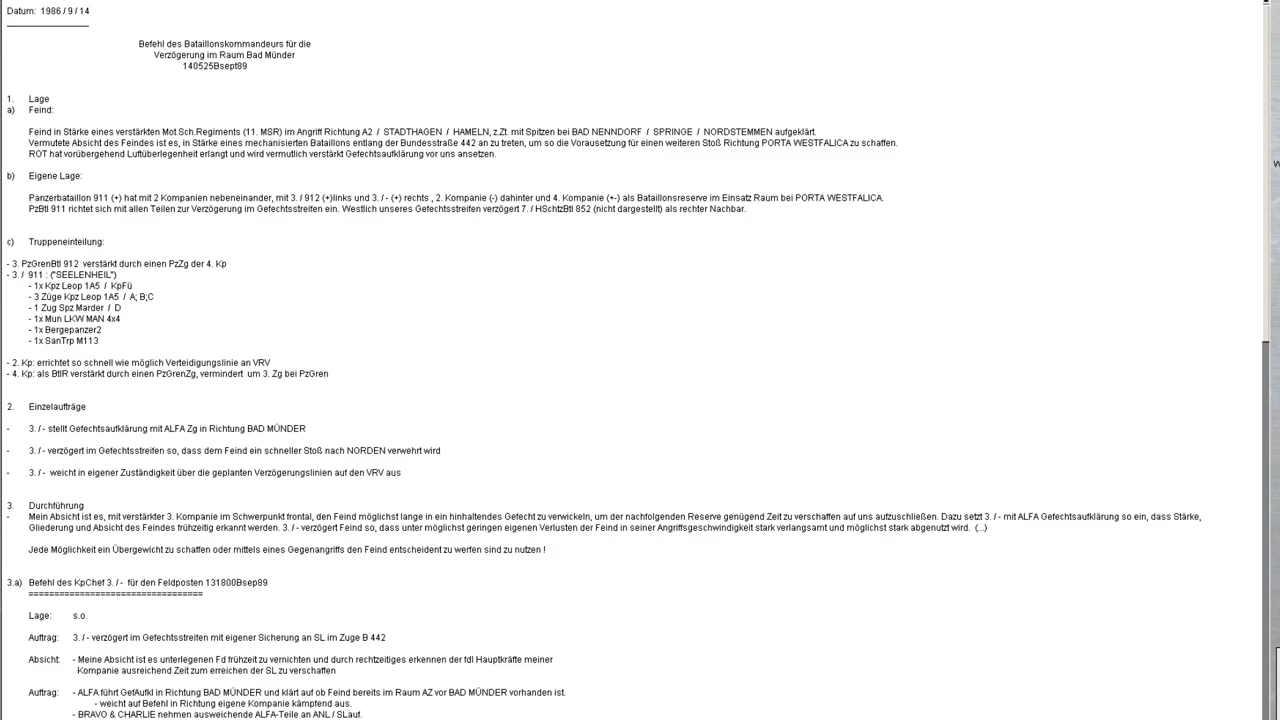 Datum: 1986 / 9 / 14
Befehl des Bataillonskommandeurs für die
Verzögerung im Raum Bad Münder
140525Bsept89
1. Lage
a) Feind:
Feind in Stärke eines verstärkten Mot.Sch.Regiments (11. MSR) im Angriff Richtung A2 / STADTHAGEN / HAMELN, z.Zt. mit Spitzen bei BAD NENNDORF / SPRINGE / NORDSTEMMEN aufgeklärt.
Vermutete Absicht des Feindes ist es, in Stärke eines mechanisierten Bataillons entlang der Bundesstraße 442 an zu treten, um so die Vorausetzung für einen weiteren Stoß Richtung PORTA WESTFALICA zu schaffen.
ROT hat vorübergehend Luftüberlegenheit erlangt und wird vermutlich verstärkt Gefechtsaufklärung vor uns ansetzen.
b) Eigene Lage:
Panzerbataillon 911 (+) hat mit 2 Kompanien nebeneinander, mit 3. / 912 (+)links und 3. / - (+) rechts , 2. Kompanie (-) dahinter und 4. Kompanie (+-) als Bataillonsreserve im Einsatz Raum bei PORTA WESTFALICA.
PzBtl 911 richtet sich mit allen Teilen zur Verzögerung im Gefechtsstreifen ein. Westlich unseres Gefechtsstreifen verzögert 7. / HSchtzBtl 852 (nicht dargestellt) als rechter Nachbar.
c) Truppeneinteilung:
- 3. PzGrenBtl 912 verstärkt durch einen PzZg der 4. Kp
- 3. / 911 : ("SEELENHEIL")
- 1x Kpz Leop 1A5 / KpFü
- 3 Züge Kpz Leop 1A5 / A; B;C
- 1 Zug Spz Marder / D
- 1x Mun LKW MAN 4x4
- 1x Bergepanzer2
- 1x SanTrp M113
- 2. Kp: errichtet so schnell wie möglich Verteidigungslinie an VRV
- 4. Kp: als BtlR verstärkt durch einen PzGrenZg, vermindert um 3. Zg bei PzGren
2. Einzelaufträge
- 3. / - stellt Gefechtsaufklärung mit ALFA Zg in Richtung BAD MÜNDER
- 3. / - verzögert im Gefechtsstreifen so, dass dem Feind ein schneller Stoß nach NORDEN verwehrt wird
- 3. / - weicht in eigener Zuständigkeit über die geplanten Verzögerungslinien auf den VRV aus
3. Durchführung
- Mein Absicht ist es, mit verstärkter 3. Kompanie im Schwerpunkt frontal, den Feind möglichst lange in ein hinhaltendes Gefecht zu verwickeln, um der nachfolgenden Reserve genügend Zeit zu verschaffen auf uns aufzuschließen. Dazu setzt 3. / - mit ALFA Gefechtsaufklärung so ein, dass Stärke,
Gliederung und Absicht des Feindes frühzeitig erkannt werden. 3. / - verzögert Feind so, dass unter möglichst geringen eigenen Verlusten der Feind in seiner Angriffsgeschwindigkeit stark verlangsamt und möglichst stark abgenutzt wird. (...)
Jede Möglichkeit ein Übergewicht zu schaffen oder mittels eines Gegenangriffs den Feind entscheident zu werfen sind zu nutzen !
3.a) Befehl des KpChef 3. / - für den Feldposten 131800Bsep89
==================================
Lage: s.o.
Auftrag: 3. / - verzögert im Gefechtsstreifen mit eigener Sicherung an SL im Zuge B 442
Absicht: - Meine Absicht ist es unterlegenen Fd frühzeit zu vernichten und durch rechtzeitiges erkennen der fdl Hauptkräfte meiner
Kompanie ausreichend Zeit zum erreichen der SL zu verschaffen
Auftrag: - ALFA führt GefAufkl in Richtung BAD MÜNDER und klärt auf ob Feind bereits im Raum AZ vor BAD MÜNDER vorhanden ist.
- weicht auf Befehl in Richtung eigene Kompanie kämpfend aus.
- BRAVO & CHARLIE nehmen ausweichende ALFA-Teile an ANL / SLauf.